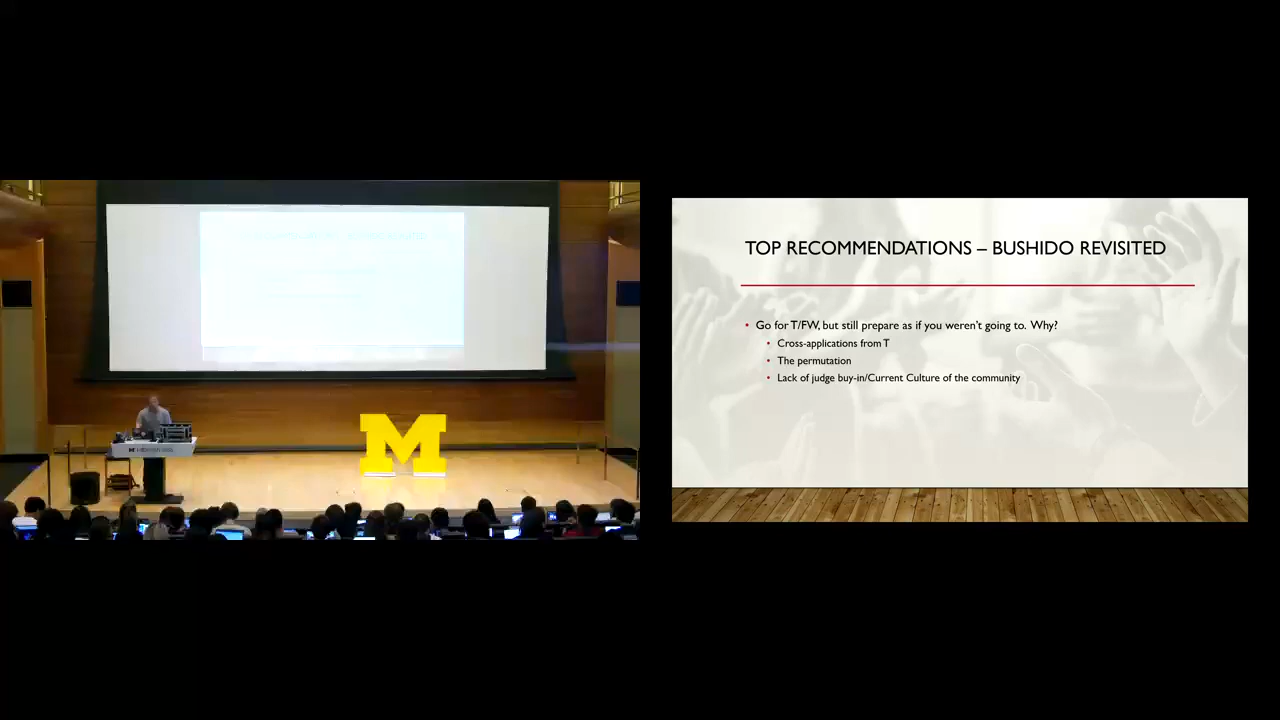 M
TOP RECOMMENDATIONS – BUSHIDO REVISITED
• Go for T/FW, but still prepare as if you weren't going to. Why?
• Cross-applications from T
• The permutation
• Lack of judge buy-in/Current Culture of the community